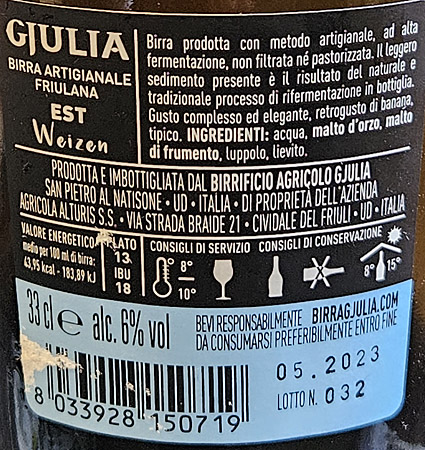 GJULIA
BIRRA ARTIGIANALE
FRIULANA
EST
Weizen
Birra prodotta con metodo artigianale, ad alta
fermentazione, non filtrata né pastorizzata. Il leggero
sedimento presente è il risultato del naturale e
tradizionale processo di rifermentazione in bottiglia.
Gusto complesso ed elegante, retrogusto di banana,
tipico. INGREDIENTI: acqua, malto d'orzo, malto
di frumento, luppolo, lievito.
PRODOTTA E IMBOTTIGLIATA DAL BIRRIFICIO AGRICOLO GJULIA
SAN PIETRO AL NATISONE • UD • ITALIA • DI PROPRIETÀ DELL'AZIENDA
AGRICOLA ALTURIS S.S. • VIA STRADA BRAIDE 21 • CIVIDALE DEL FRIULI • UD • ITALIA
VALORE ENERGETICO
medio per 100 ml di birra:
43,95 kcal - 183,89 kJ
PLATO
13
IBU
18
CONSIGLI DI SERVIZIO
8°
10°
CONSIGLI DI CONSERVAZIONE
8° 15°
33 cl e alc. 6% vol
BEVI RESPONSABILMENTE BIRRAGJULIA.COM
DA CONSUMARSI PREFERIBILMENTE ENTRO FINE
05.2023
LOTTO N. 032
8 033928 150719